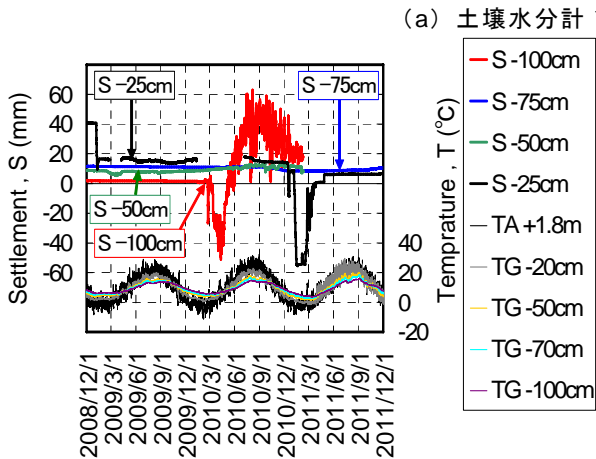 (a) 土壌水分計
S -25cm
S -75cm
S -50cm
S -100cm
Settlement , S (mm)
60
40
20
0
-20
-40
-60
Temprature , T (℃)
40
20
0
-20
2008/12/1
2009/3/1
2009/6/1
2009/9/1
2009/12/1
2010/3/1
2010/6/1
2010/9/1
2010/12/1
2011/3/1
2011/6/1
2011/9/1
2011/12/1
S -100cm
S -75cm
S -50cm
S -25cm
TA +1.8m
TG -20cm
TG -50cm
TG -70cm
TG -100cm